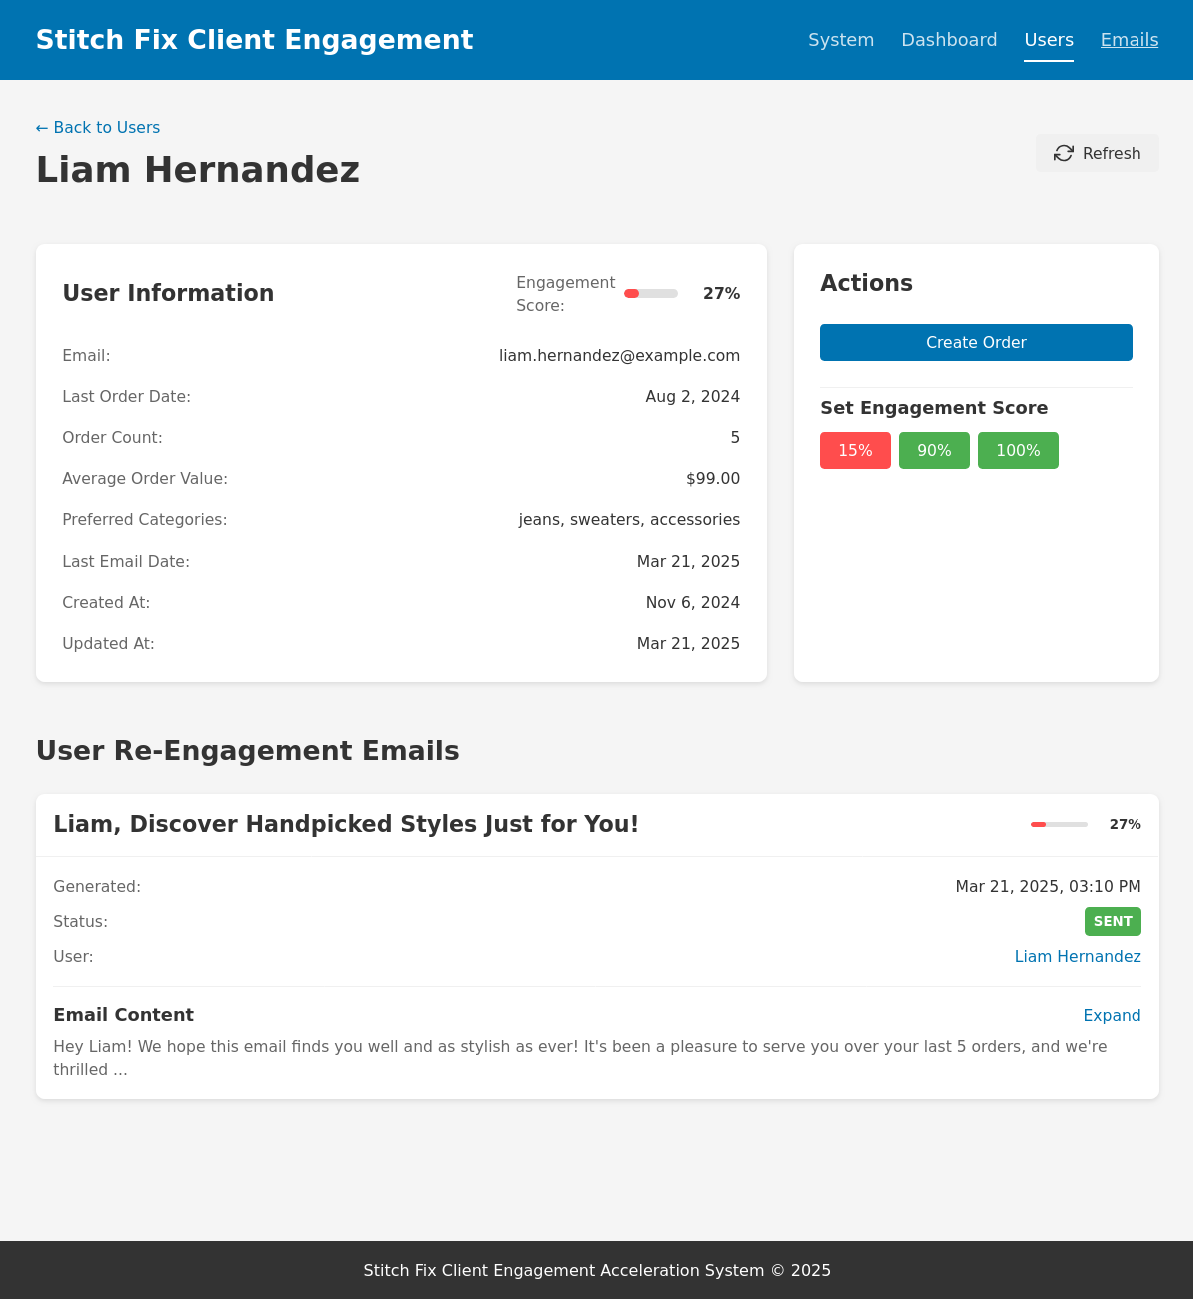 Stitch Fix Client Engagement
System Dashboard Users Emails
← Back to Users
Liam Hernandez
Refresh
User Information
Engagement
Score:
27%
Email: liam.hernandez@example.com
Last Order Date: Aug 2, 2024
Order Count: 5
Average Order Value: $99.00
Preferred Categories: jeans, sweaters, accessories
Last Email Date: Mar 21, 2025
Created At: Nov 6, 2024
Updated At: Mar 21, 2025
Actions
Create Order
Set Engagement Score
15% 90% 100%
User Re-Engagement Emails
Liam, Discover Handpicked Styles Just for You! 27%
Generated: Mar 21, 2025, 03:10 PM
Status: SENT
User: Liam Hernandez
Email Content Expand
Hey Liam! We hope this email finds you well and as stylish as ever! It's been a pleasure to serve you over your last 5 orders, and we're
thrilled ...
Stitch Fix Client Engagement Acceleration System © 2025